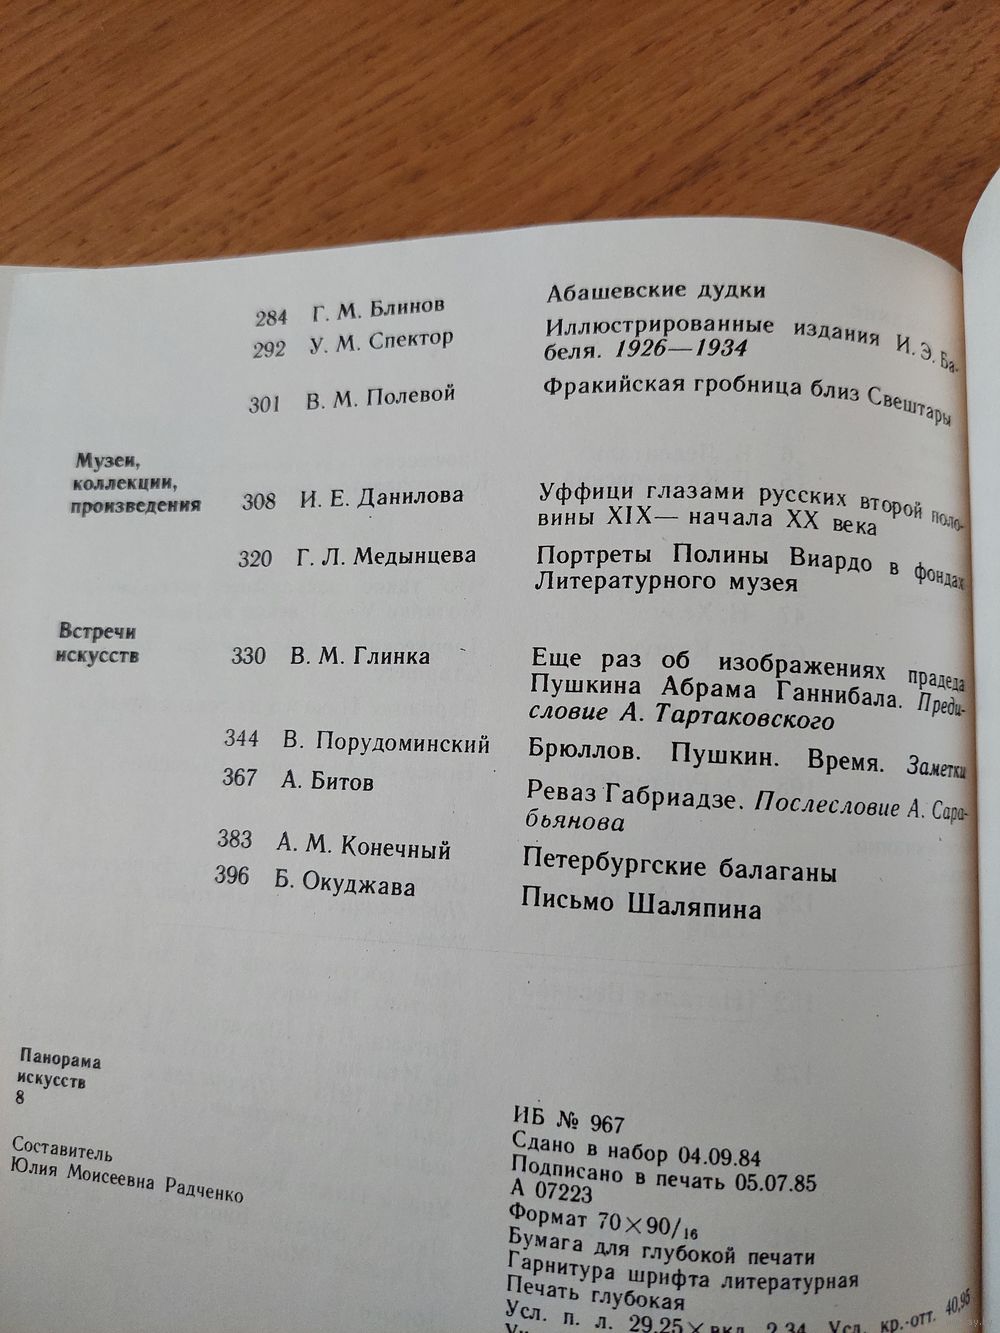 284 Г. М. Блинов Абашевские дудки
292 У. М. Спектор Иллюстрированные издания И. Э. Ба-
беля. 1926—1934
301 В. М. Полевой Фракийская гробница близ Свештары
Музеи,
коллекции,
произведения
308 И. Е. Данилова Уффици глазами русских второй поло-
вины XIX— начала XX века
320 Г. Л. Медынцева Портреты Полины Виардо в фондах
Литературного музея
Встречи
искусств
330 В. М. Глинка Еще раз об изображениях прадеда
Пушкина Абрама Ганнибала. Преди-
словие А. Тартаковского
344 В. Порудоминский Брюллов. Пушкин. Время. Заметки
367 А. Битов Реваз Габриадзе. Послесловие А. Сара-
бьянова
383 А. М. Конечный Петербургские балаганы
396 Б. Окуджава Письмо Шаляпина
Панорама
искусств
8
Составитель
Юлия Моисеевна Радченко
ИБ № 967
Сдано в набор 04.09.84
Подписано в печать 05.07.85
А 07223
Формат 70×90/16
Бумага для глубокой печати
Гарнитура шрифта литературная
Печать глубокая
Усл. п. л. 29,25× вкл. 2,34. Усл. кр.-отт. 40,95